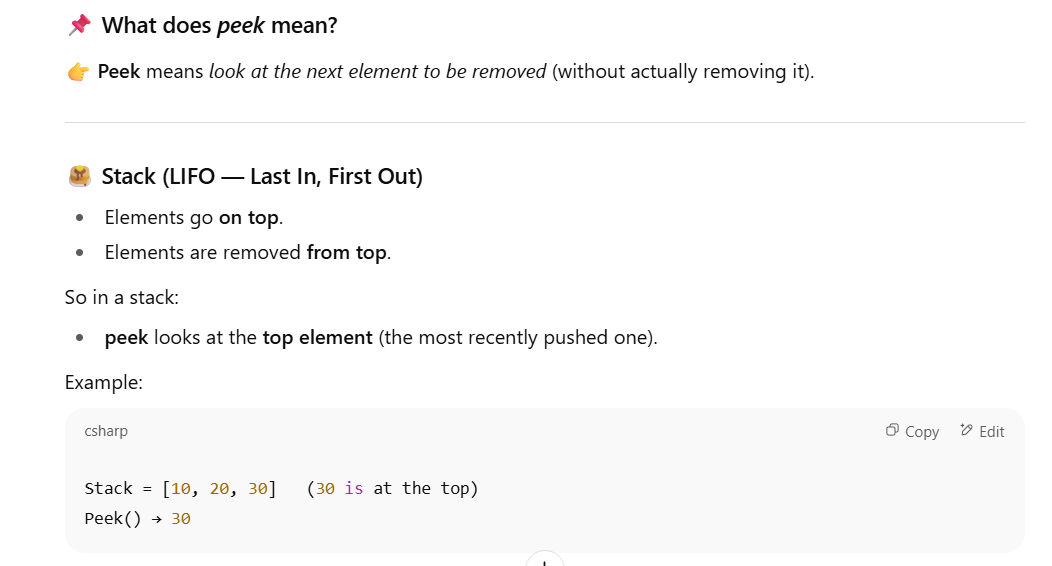 📌 What does peek mean?
👉 Peek means look at the next element to be removed (without actually removing it).
🥞 Stack (LIFO — Last In, First Out)
• Elements go on top.
• Elements are removed from top.
So in a stack:
• peek looks at the top element (the most recently pushed one).
Example:
csharp Copy Edit
Stack = [10, 20, 30]   (30 is at the top)
Peek() → 30